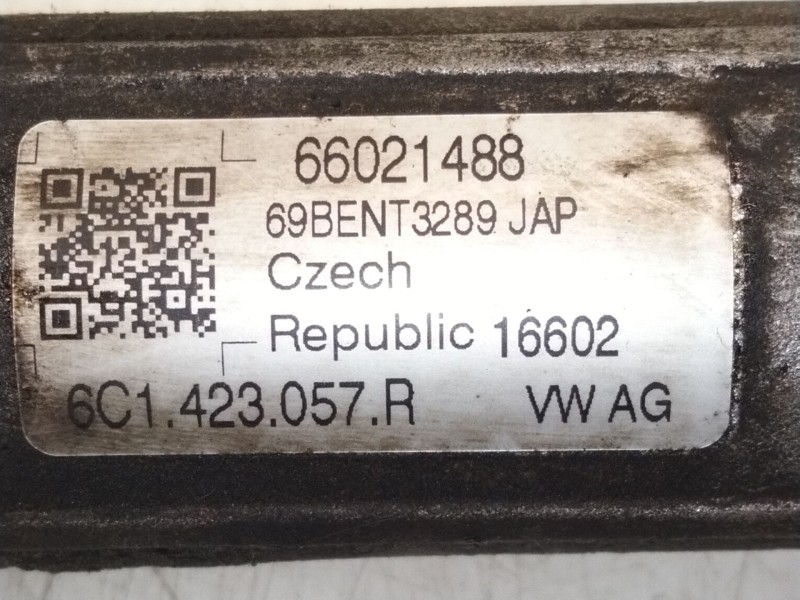 66021488
69BENT3289 JAP
Czech
Republic 16602
6C1.423.057.R VW AG